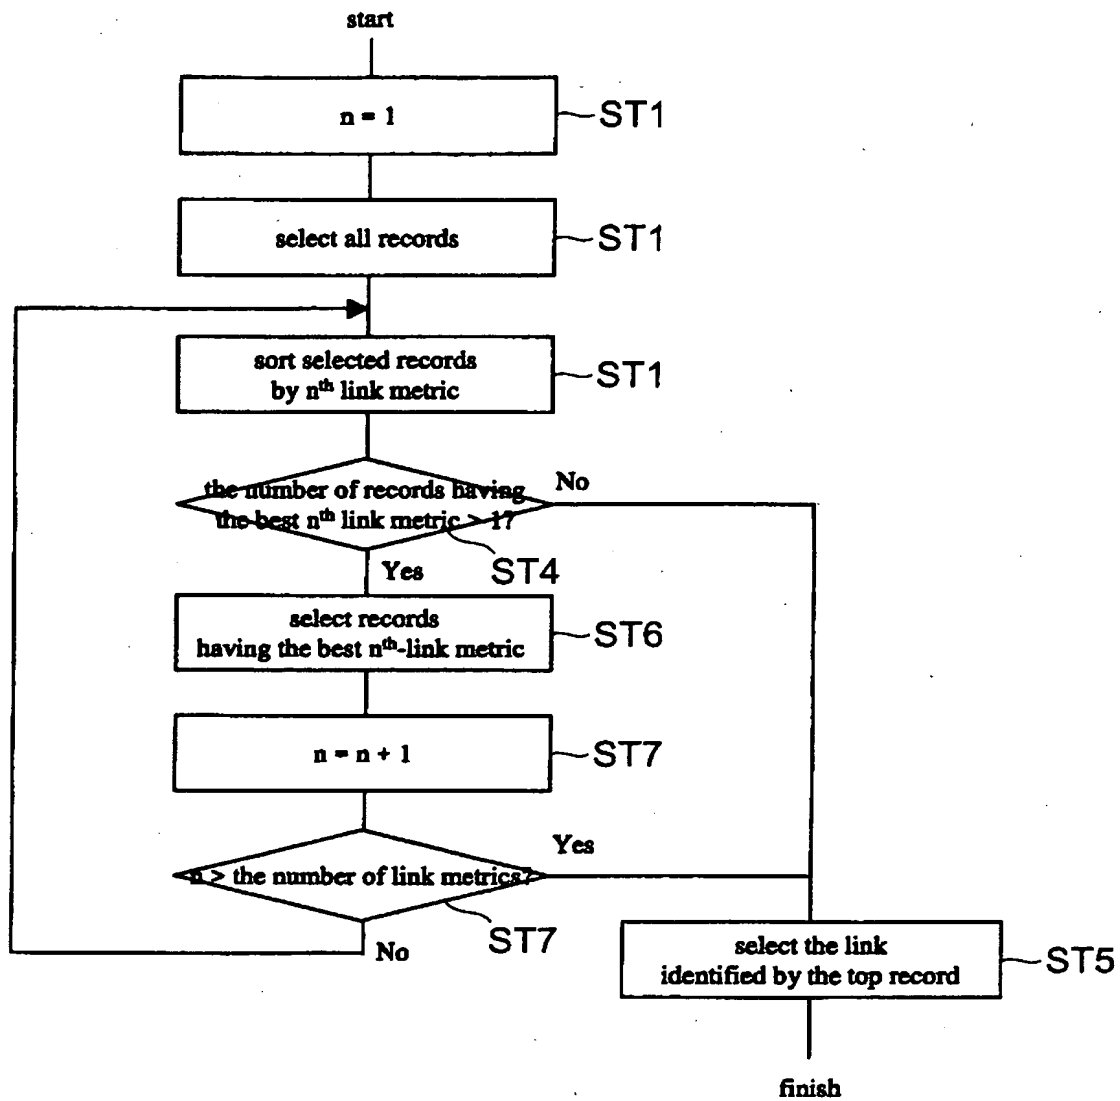 start
n = 1
ST1
select all records
ST1
sort selected records
by nth link metric
ST1
the number of records having
the best nth link metric > 1?
No
ST4
Yes
select records
having the best nth-link metric
ST6
n = n + 1
ST7
Yes
n > the number of link metrics?
ST7
No
select the link
identified by the top record
ST5
finish